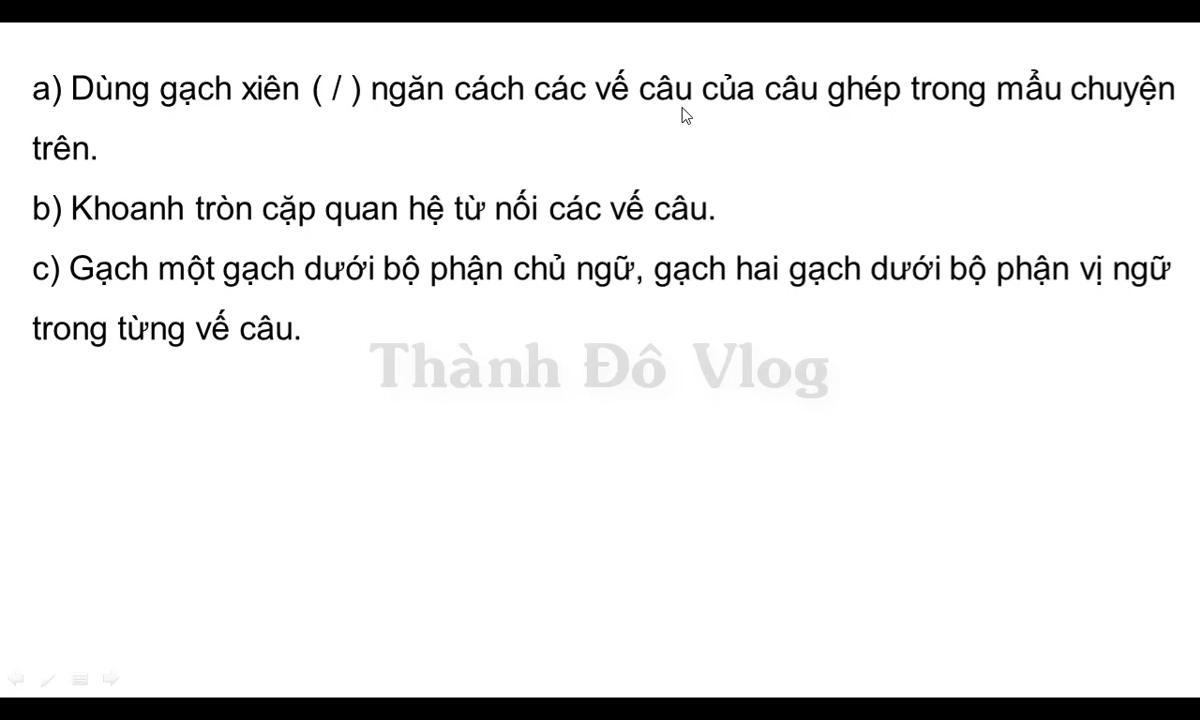 a) Dùng gạch xiên ( / ) ngăn cách các vế câu của câu ghép trong mẩu chuyện
trên.
b) Khoanh tròn cặp quan hệ từ nối các vế câu.
c) Gạch một gạch dưới bộ phận chủ ngữ, gạch hai gạch dưới bộ phận vị ngữ
trong từng vế câu.
Thành Đô Vlog